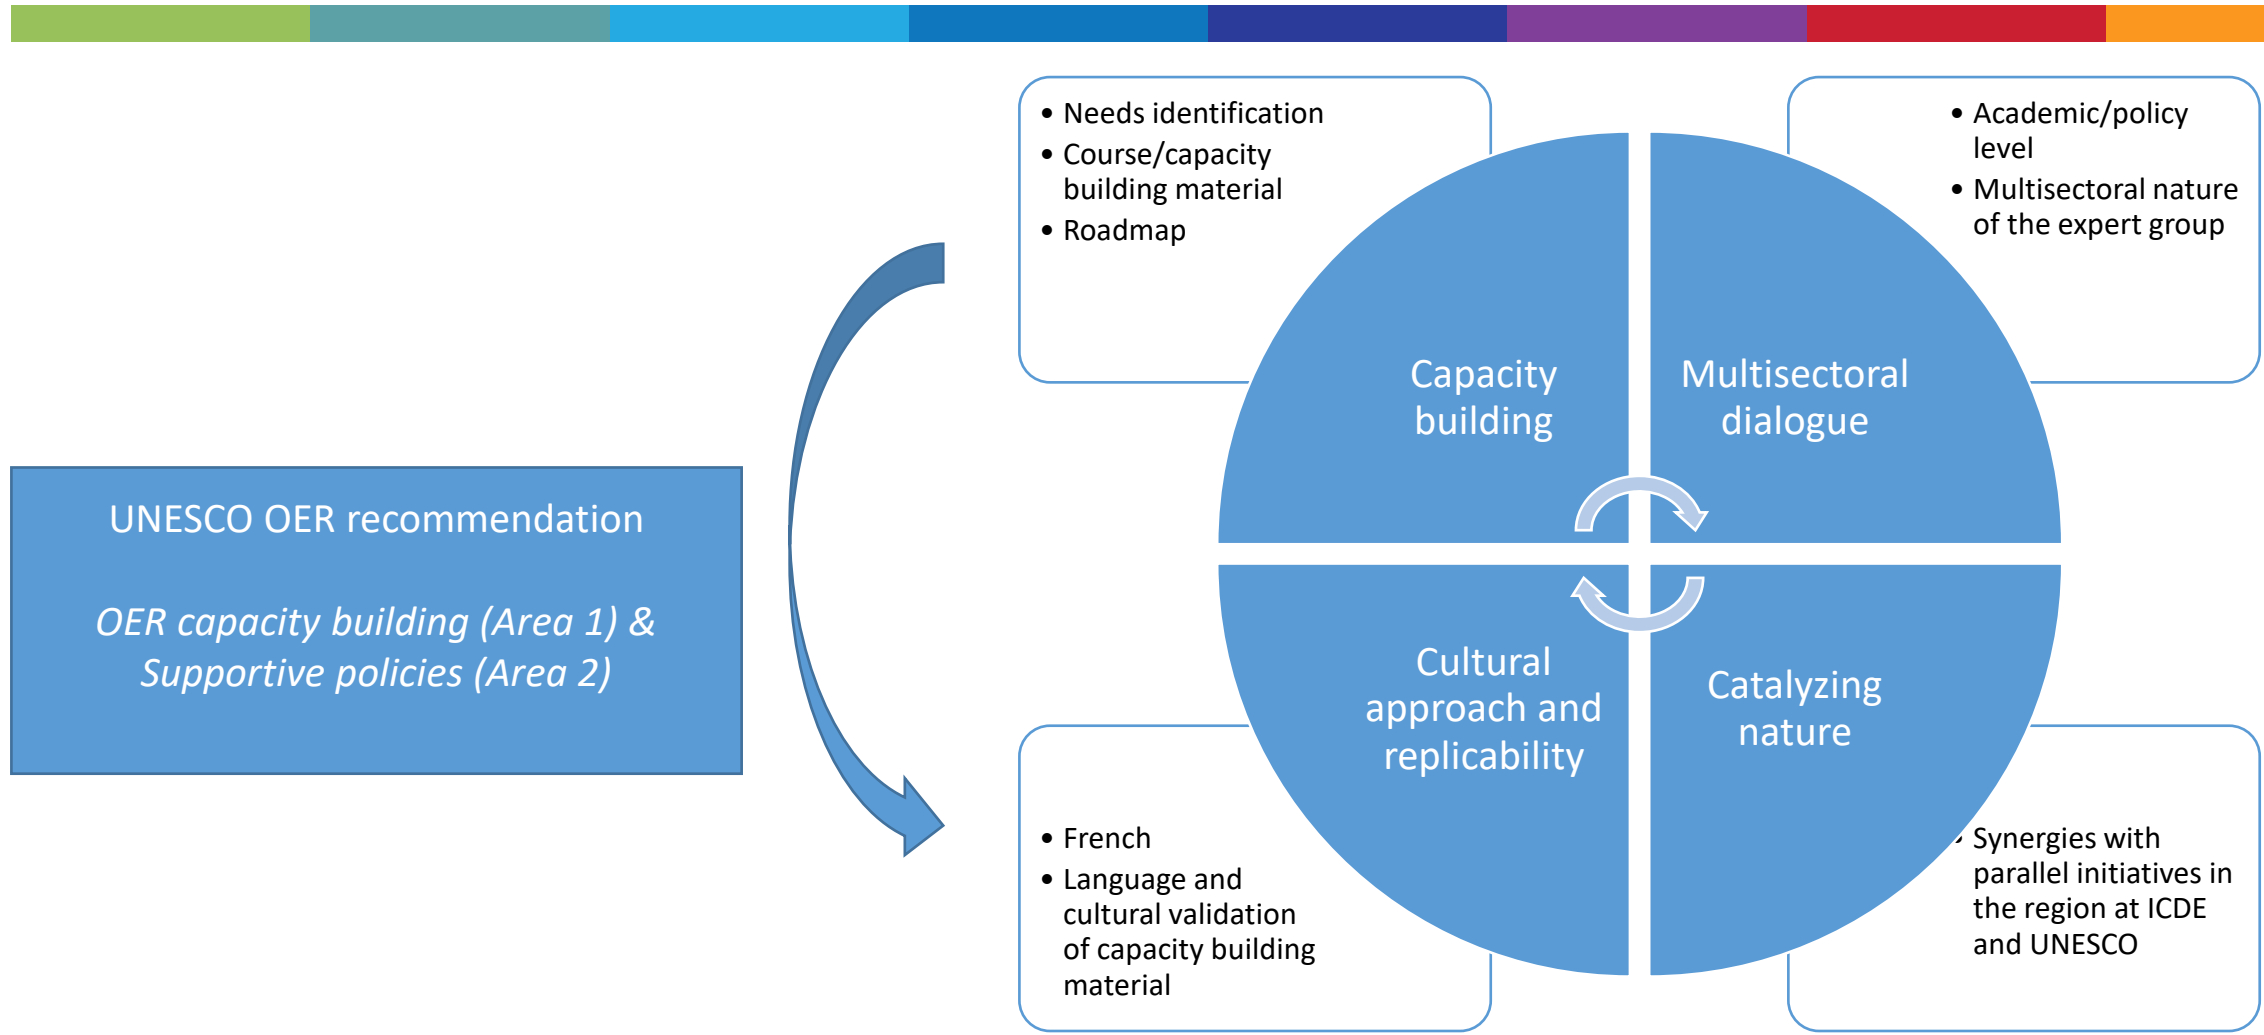 • Needs identification
• Course/capacity
building material
• Roadmap
• Academic/policy
level
• Multisectoral nature
of the expert group
Capacity
building
Multisectoral
dialogue
UNESCO OER recommendation
OER capacity building (Area 1) &
Supportive policies (Area 2)
Cultural
approach and
replicability
Catalyzing
nature
• French
• Language and
cultural validation
of capacity building
material
• Synergies with
parallel initiatives in
the region at ICDE
and UNESCO